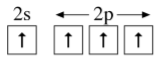 2s ← 2p →
↑ ↑ ↑ ↑